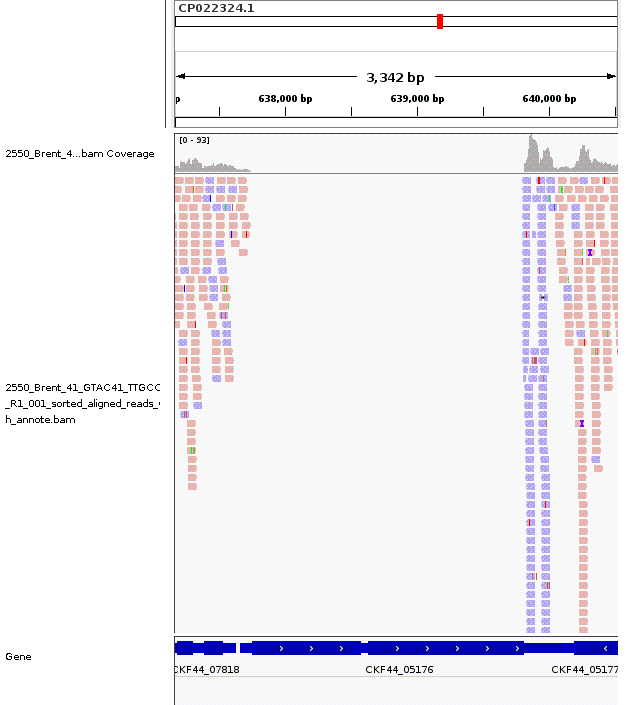 CP022324.1
3,342 bp
p
638,000 bp
639,000 bp
640,000 bp
[0 - 93]
2550_Brent_4...bam Coverage
2550_Brent_41_GTAC41_TTGCC
_R1_001_sorted_aligned_reads_
h_annote.bam
Gene
CKF44_07818
CKF44_05176
CKF44_0517